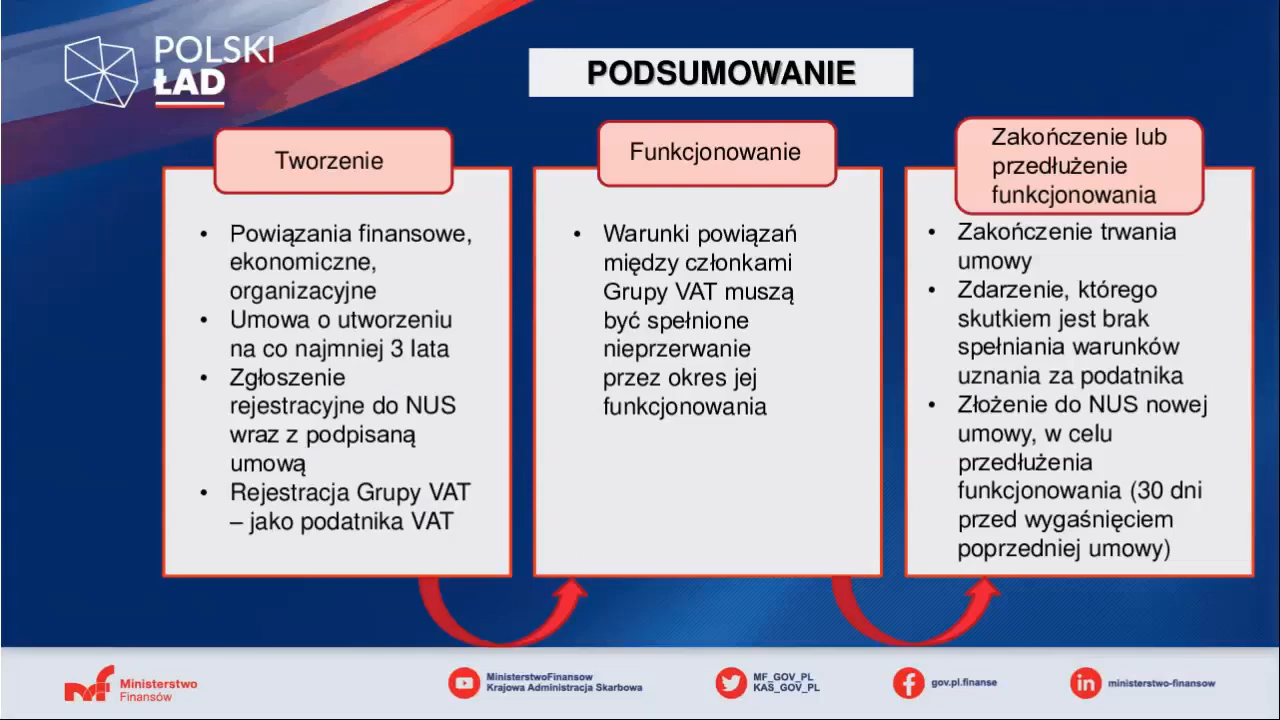 POLSKI
ŁAD
PODSUMOWANIE
Tworzenie
• Powiązania finansowe,
ekonomiczne,
organizacyjne
• Umowa o utworzeniu
na co najmniej 3 lata
• Zgłoszenie
rejestracyjne do NUS
wraz z podpisaną
umową
• Rejestracja Grupy VAT
– jako podatnika VAT
Funkcjonowanie
• Warunki powiązań
między członkami
Grupy VAT muszą
być spełnione
nieprzerwanie
przez okres jej
funkcjonowania
Zakończenie lub
przedłużenie
funkcjonowania
• Zakończenie trwania
umowy
• Zdarzenie, którego
skutkiem jest brak
spełniania warunków
uznania za podatnika
• Złożenie do NUS nowej
umowy, w celu
przedłużenia
funkcjonowania (30 dni
przed wygaśnięciem
poprzedniej umowy)
Ministerstwo
Finansów
MinisterstwoFinansow
Krajowa Administracja Skarbowa
MF_GOV_PL
KAS_GOV_PL
gov.pl.finanse
in
ministerstwo-finansow